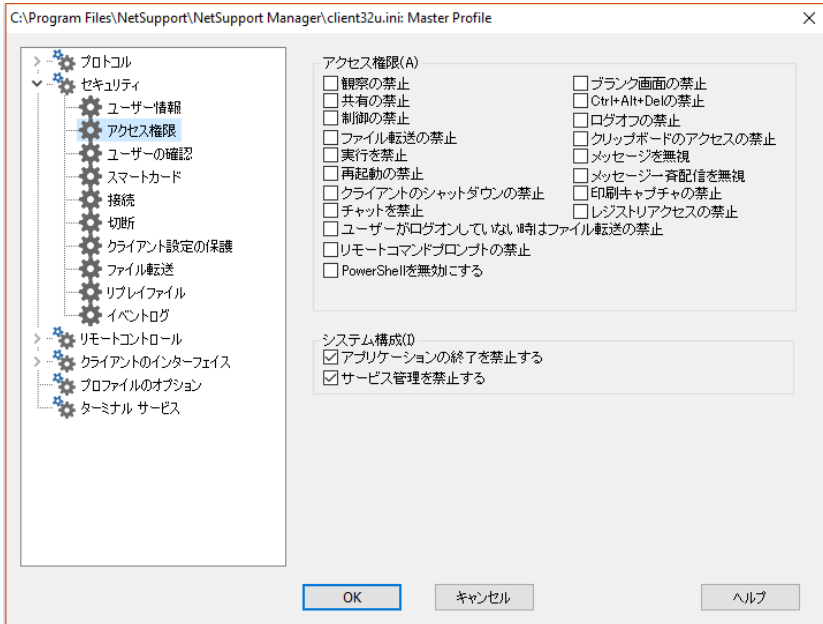 C:\Program Files\NetSupport\NetSupport Manager\client32u.ini: Master Profile
プロトコル
セキュリティ
ユーザー情報
アクセス権限
ユーザーの確認
スマートカード
接続
切断
クライアント設定の保護
ファイル転送
リプレイファイル
イベントログ
リモートコントロール
クライアントのインターフェイス
プロファイルのオプション
ターミナル サービス
アクセス権限(A)
観察の禁止
共有の禁止
制御の禁止
ファイル転送の禁止
実行を禁止
再起動の禁止
クライアントのシャットダウンの禁止
チャットを禁止
ユーザーがログオンしていない時はファイル転送の禁止
リモートコマンドプロンプトの禁止
PowerShellを無効にする
ブランク画面の禁止
Ctrl+Alt+Delの禁止
ログオフの禁止
クリップボードのアクセスの禁止
メッセージを無視
メッセージ一斉配信を無視
印刷キャプチャの禁止
レジストリアクセスの禁止
システム構成(I)
アプリケーションの終了を禁止する
サービス管理を禁止する
OK
キャンセル
ヘルプ